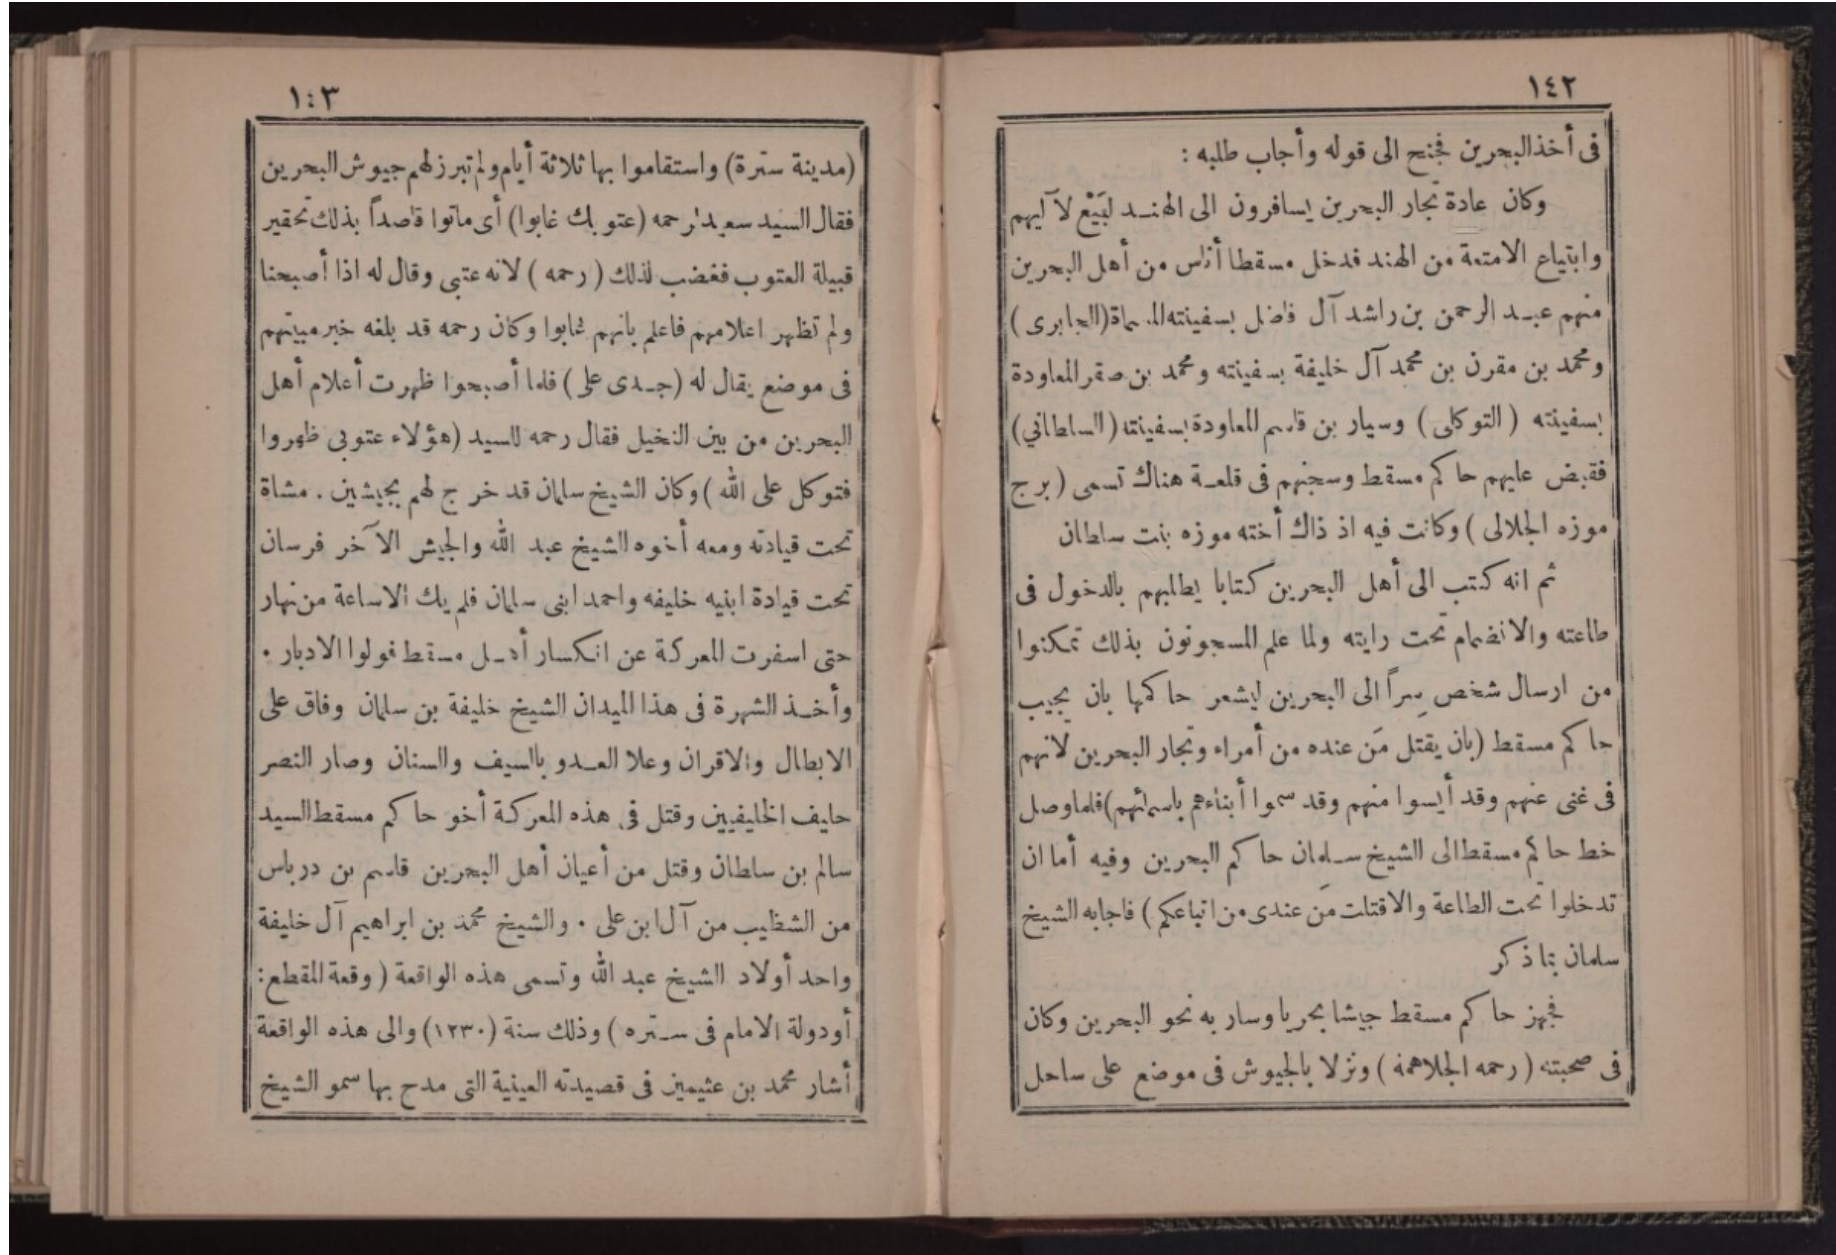 ١٤٢
فى أخذ البحرين فجنح الى قوله وأجاب طلبه :
وكان عادة تجار البحرين يسافرون الى الهنـد لبَيْع لآليهم
وابتياع الامتعة من الهند فدخل مسقطا أناس من أهل البحرين
منهم عبـد الرحمن بن راشد آل فاضل بسفينته المسماة (الجابرى)
ومحمد بن مقرن بن محمد آل خليفة بسفينته ومحمد بن صقر المعاودة
بسفينته ( التوكلى ) وسيار بن قاسم المعاودة بسفينته (السلطاني)
فقبض عليهم حاكم مسقط وسجنهم فى قلعـة هناك تسمى ( برج
موزه الجلالى ) وكانت فيه اذ ذاك أخته موزه بنت سلطان
ثم انه كتب الى أهل البحرين كتابا يطالبهم بالدخول فى
طاعته والانضمام تحت رايته ولما علم المسجونون بذلك تمكنوا
من ارسال شخص سِراً الى البحرين ليشعر حاكمها بان يجيب
حاكم مسقط (بان يقتل مَن عنده من أمراء وتجار البحرين لانهم
فى غنى عنهم وقد أيسوا منهم وقد سموا أبناءهم باسمائهم) فلما وصل
خط حاكم مسقط الى الشيخ سـلمان حاكم البحرين وفيه أما ان
تدخلوا تحت الطاعة والاقتلت مَن عندى من اتباعكم ) فاجابه الشيخ
سلمان بما ذكر
فجهز حاكم مسقط جيشا بحريا وسار به نحو البحرين وكان
فى صحبته ( رحمه الجلاهمة ) ونزلا بالجيوش فى موضع على ساحل
١٤٣
(مدينة سترة) واستقاموا بها ثلاثة أيام ولم تبرز لهم جيوش البحرين
فقال السيد سعيد لرحمه (عتوبك غابوا) أى ماتوا قاصداً بذلك تحقير
قبيلة العتوب فغضب لذلك ( رحمه ) لانه عتبى وقال له اذا أصبحنا
ولم تظهر اعلامهم فاعلم بانهم غابوا وكان رحمه قد بلغه خبر مبيتهم
فى موضع يقال له (جـدى على) فلما أصبحوا ظهرت أعلام أهل
البحرين من بين النخيل فقال رحمه للسيد (هؤلاء عتوبى ظهروا
فتوكل على الله ) وكان الشيخ سلمان قد خرج لهم بجيشين . مشاة
تحت قيادته ومعه أخوه الشيخ عبد الله والجيش الآخر فرسان
تحت قيادة ابنيه خليفه واحمد ابنى سلمان فلم يك الاساعة من نهار
حتى اسفرت المعركة عن انكسار أهـل مسقط فولوا الادبار .
وأخـذ الشهرة فى هذا الميدان الشيخ خليفة بن سلمان وفاق على
الابطال والاقران وعلا العـدو بالسيف والسنان وصار النصر
حليف الخليفيين وقتل فى هذه المعركة أخو حاكم مسقط السيد
سالم بن سلطان وقتل من أعيان أهل البحرين قاسم بن درباس
من الشظيب من آل ابن على . والشيخ محمد بن ابراهيم آل خليفة
واحد أولاد الشيخ عبد الله وتسمى هذه الواقعة ( وقعة المقطع :
أودولة الامام فى سـتره ) وذلك سنة (١٢٣٠) والى هذه الواقعة
أشار محمد بن عثيمين فى قصيدته العينية التى مدح بها سمو الشيخ